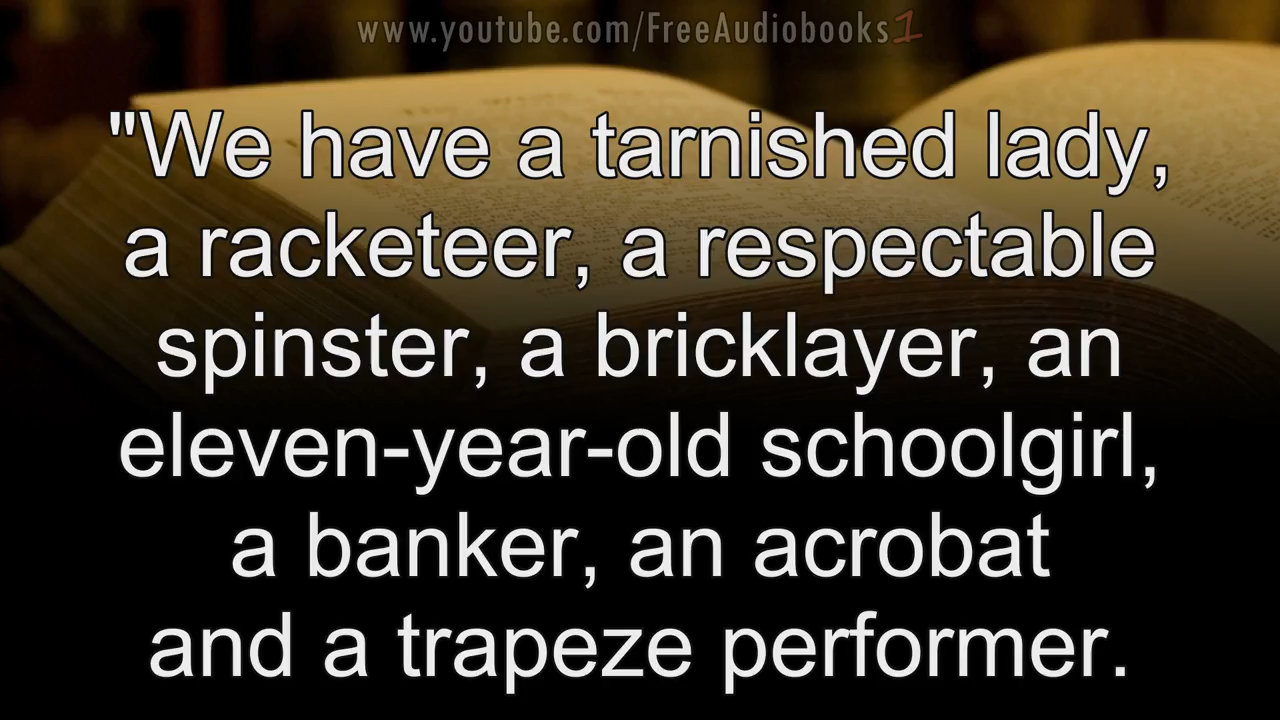 www.youtube.com/FreeAudiobooks1
"We have a tarnished lady,
a racketeer, a respectable
spinster, a bricklayer, an
eleven-year-old schoolgirl,
a banker, an acrobat
and a trapeze performer.